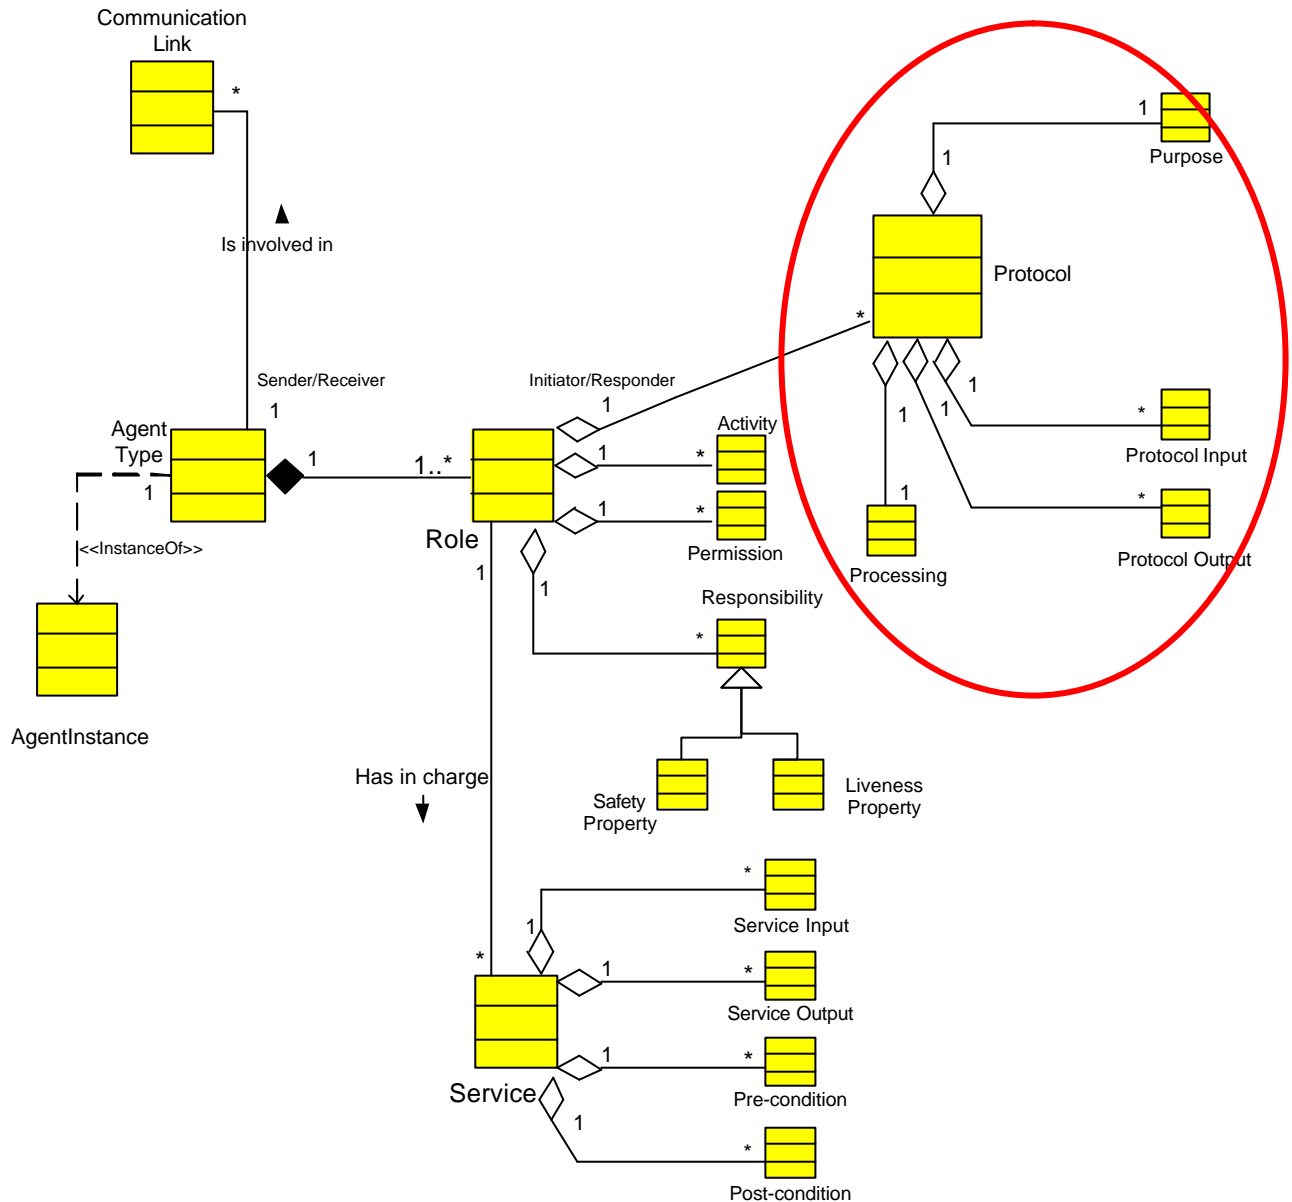 Communication
Link
*
Is involved in
Sender/Receiver
1
Agent
Type
1
1
1..*
<<InstanceOf>>
AgentInstance
Role
1
Initiator/Responder
1
*
Activity
1
*
1
*
Permission
1
Responsibility
*
Safety
Property
Liveness
Property
Has in charge
*
Service
1
*
Service Input
1
*
Service Output
1
*
Pre-condition
1
*
Post-condition
1
1
Purpose
Protocol
1
*
Protocol Input
1
*
Protocol Output
1
1
Processing